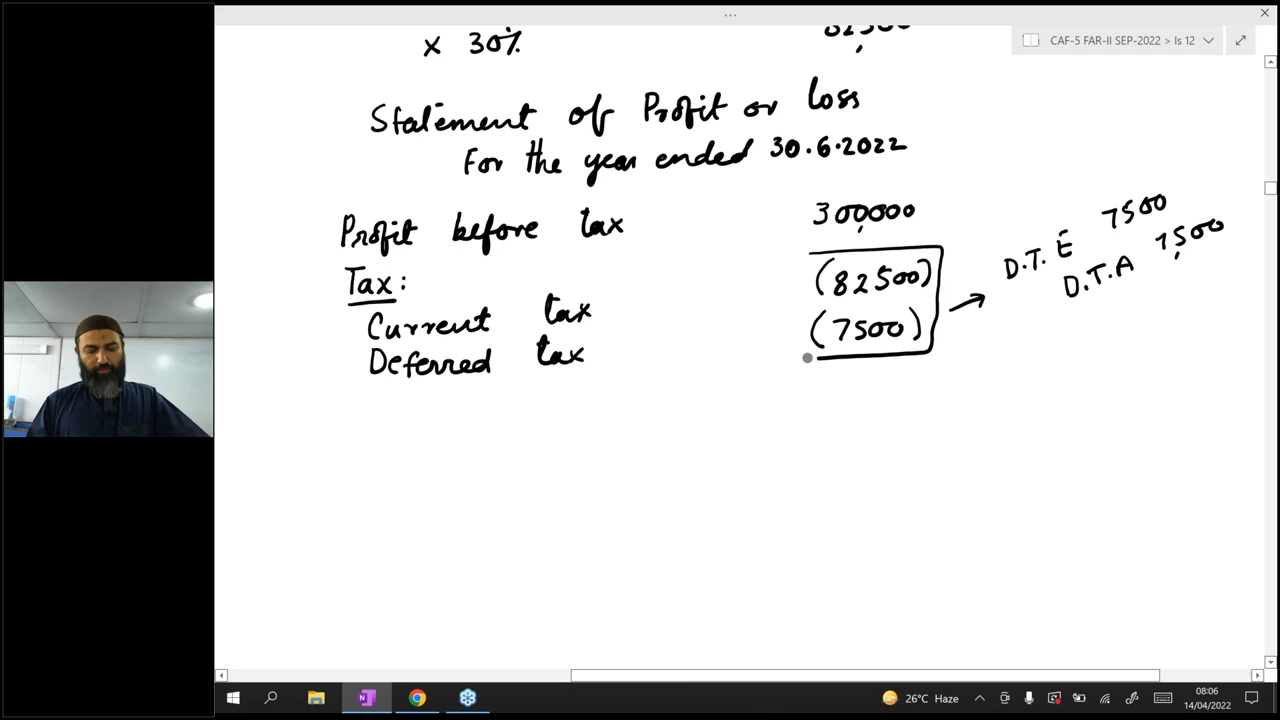 CAF-5 FAR-II SEP-2022 > Is 12
x 30%
82500
Statement of Profit or loss
For the year ended 30.6.2022
Profit before tax 300,000
Tax:
Current tax (82500)
Deferred tax (7500)
D.T.E 7500
D.T.A 7,500
26°C Haze
08:06
14/04/2022